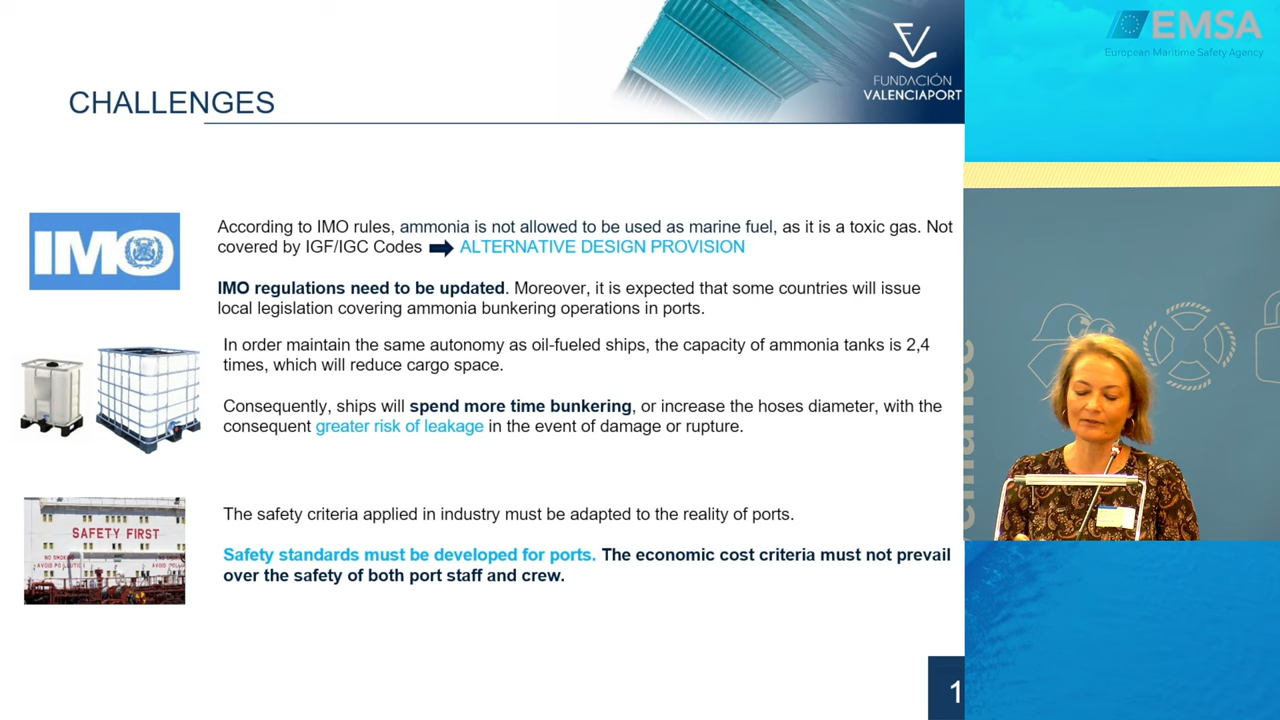 EMSA
European Maritime Safety Agency
FUNDACIÓN
VALENCIAPORT
CHALLENGES
IMO
According to IMO rules, ammonia is not allowed to be used as marine fuel, as it is a toxic gas. Not
covered by IGF/IGC Codes ALTERNATIVE DESIGN PROVISION
IMO regulations need to be updated. Moreover, it is expected that some countries will issue
local legislation covering ammonia bunkering operations in ports.
In order maintain the same autonomy as oil-fueled ships, the capacity of ammonia tanks is 2,4
times, which will reduce cargo space.
Consequently, ships will spend more time bunkering, or increase the hoses diameter, with the
consequent greater risk of leakage in the event of damage or rupture.
SAFETY FIRST
NO SMOKING
The safety criteria applied in industry must be adapted to the reality of ports.
Safety standards must be developed for ports. The economic cost criteria must not prevail
over the safety of both port staff and crew.
1